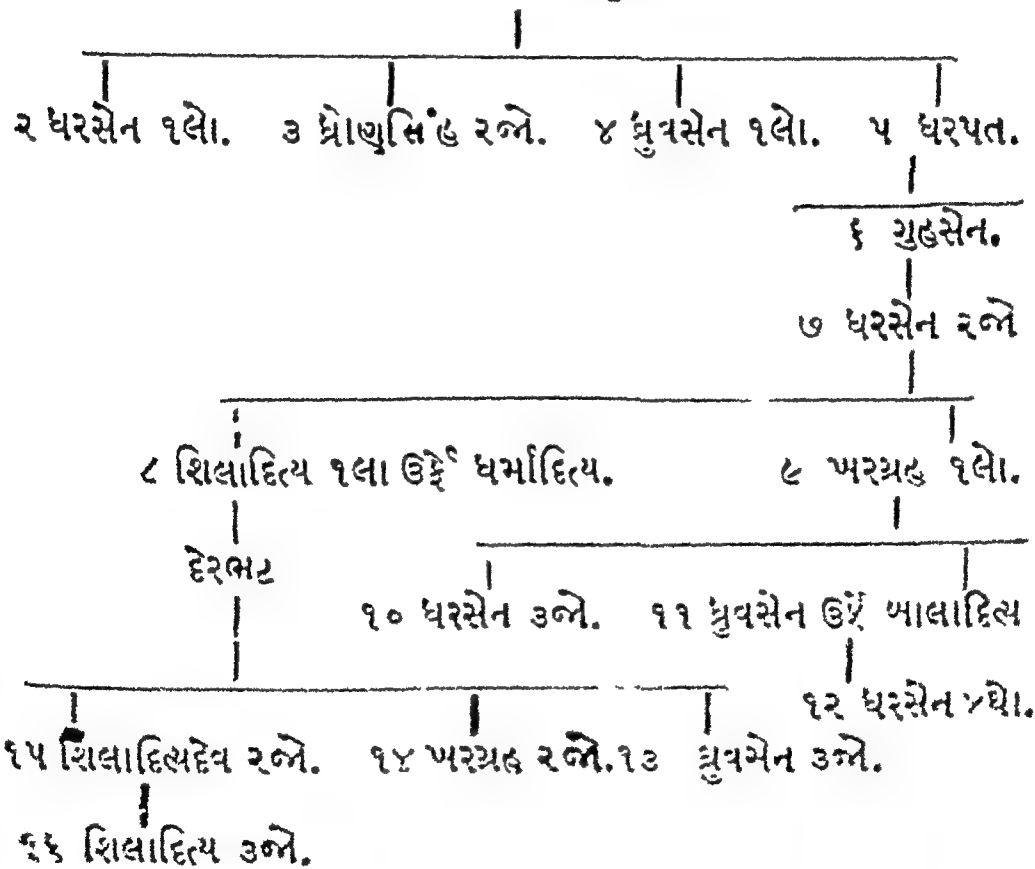 ૨ ધરસેન ૧લો. ૩ દ્રોણસિંહ ૨જો. ૪ ધ્રુવસેન ૧લો. ૫ ધરપત.
૬ ગુહસેન.
૭ ધરસેન ૨જો
૮ શિલાદિત્ય ૧લા ઉર્ફે ધર્માદિત્ય. ૯ ખરગ્રહ ૧લો.
દેરભટ
૧૦ ધરસેન ૩જો. ૧૧ ધ્રુવસેન ઉર્ફે બાલાદિત્ય
૧૨ ધરસેન ૪થો.
૧૫ શિલાદિત્યદેવ ૨જો. ૧૪ ખરગ્રહ ૨જો. ૧૩ ધ્રુવસેન ૩જો.
૧૬ શિલાદિત્ય ૩જો.